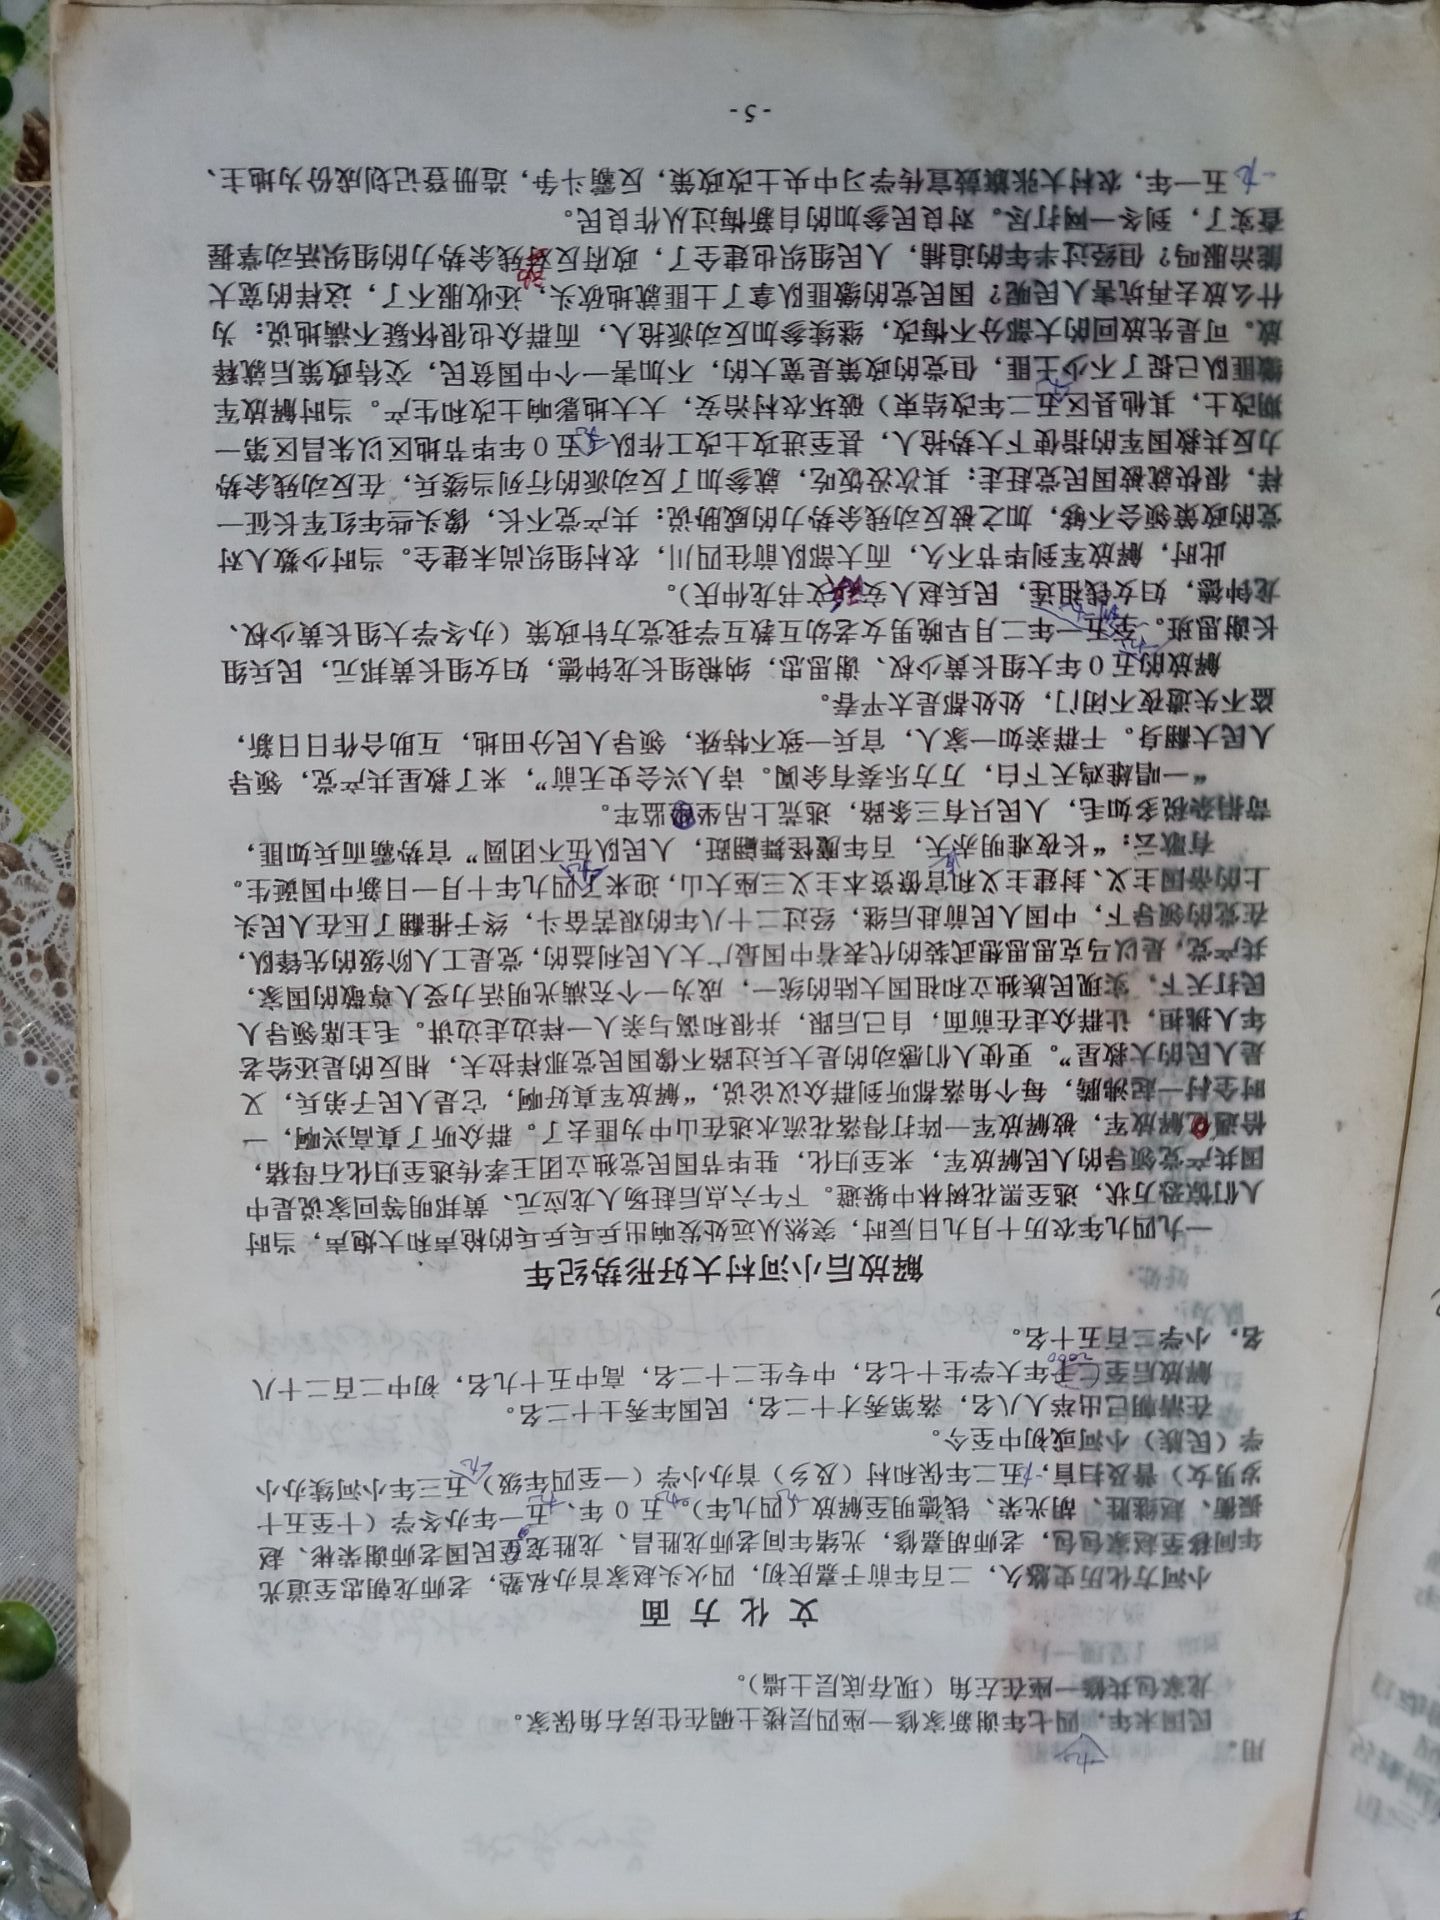 用。
民国末年，一九四七年谢新家修一座四层楼土碉在住房右角保家。
龙家包共修一座在左角（现存底层土墙）。
文 化 方 面
小河方化历史悠久，二百年前于嘉庆初，四火头赵家首办私塾，老师龙朝忠至道光
年间移至赵家包包，老师胡嘉修，光绪年间老师龙胜昌、龙胜宠至民国老师谢荣彬、赵
振衡、赵继胜、胡光荣、钱德明至解放（一九四九年）。一九五０年、一九五一年办冬学（十至五十
岁男女）普及扫盲，一九五二年保和村（及乡）首办小学（一至四年级）一九五三年小河续办小
学（民族）小河或初中至今。
在清朝已出举人八名，落第秀才十二名，民国年秀士十二名。
解放后至2000年大学生十七名，中专生二十二名，高中五十九名，初中二百二十八
名，小学三百五十名。
解放后小河村大好形势纪年
一九四九年农历十月九日辰时，突然从远处发响出乒乒乓乓的枪声和大炮声，当时
人们惊恐万状，逃至黑花树林中躲避。下午六点后赶场人龙应元、黄邦明等回家说是中
国共产党领导的人民解放军，来至归化，驻毕节国民党独立团王孝传逃至归化石母猪，
恰遇解放军，被解放军一阵打得落花流水逃在山中为匪去了。群众听了真高兴啊，一
时全村一起沸腾，每个角落都听到群众议论说，“解放军真好啊，它是人民子弟兵，又
是人民的大救星”。更使人们感动的是大兵过路不像国民党那样拉夫，相反的是还给老
年人挑担，让群众走在前面，自己后跟，并很和蔼与亲人一样边走边讲。毛主席领导人
民打天下，实现民族独立和祖国大陆的统一，成为一个充满光明活力受人尊敬的国家，
共产党，是以马克思思想武装的代表着中国最广大人民利益的，党是工人阶级的先锋队，
在党的领导下，中国人民前赴后继，经过二十八年的艰苦奋斗，终于推翻了压在人民头
上的帝国主义、封建主义和官僚资本主义三座大山，迎来了一九四九年十月一日新中国诞生。
有歌云：“长夜难明赤天，百年魔怪舞翩跹，人民队伍不团圆” 官势霸而兵如匪，
苛捐杂税多如毛，人民只有三条路，逃荒上吊坐监牢。
“一唱雄鸡天下白，万方乐奏有余阗。诗人兴会史无前”，来了救星共产党，领导
人民大翻身。干群亲如一家人，官兵一致不特殊，领导人民分田地，互助合作日日新，
盗不失遗夜不闭门，处处都是太平春。
解放的五０年大组长黄少权、谢思忠，纳粮组长龙钟德，妇女组长黄邦元，民兵组
长谢思班。至一九五一年二月早晚男女老幼互教互学我党方针政策（办冬学大组长黄少权、
龙钟德，妇女钱祖莲，民兵赵人安，文书龙仲庆）。
此时，解放军到毕节不久，而大部队前往四川，农村组织尚未建全。当时少数人对
党的政策领会不够，加之被反动残余势力的威胁说：共产党不长，像头些年红军长征一
样，很快就被国民党赶走；其次没饭吃，就参加了反动派的行列当缓兵，在反动残余势
力反共救国军的指使下大势抢人，甚至进攻土改工作队（一九五０年毕节地区以朱昌区第一
期改土，其他县区一九五二年改结束）破坏农村治安，大大地影响土改和生产。当时解放军
缴匪队已捉了不少土匪，但党的政策是宽大的，不加害一个中国贫民，交待政策后就释
放。可是先放回的大部分不悔改，继续参加反动派抢人，而群众也很怀疑不满地说：为
什么放去再坑害人民呢？国民党的缴匪队拿了土匪就地砍头，还收服不了，这样的宽大
能治服吗？但经过半年的追捕，人民组织也建全了，政府反对残余势力的组织活动掌握
查实了，到冬一网打尽。对良民参加的自新悔过从作良民。
一九五一年，农村大张旗鼓宣传学习中央土改政策，反霸斗争，造册登记划成份为地主、
-5-